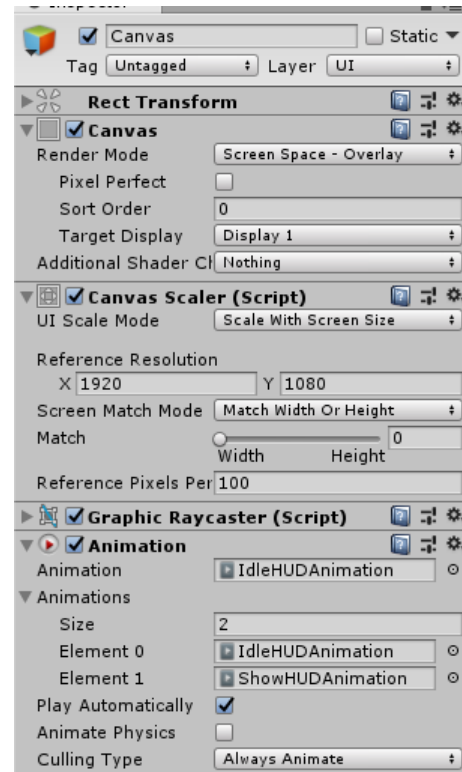 Canvas Static
Tag Untagged Layer UI
Rect Transform
Canvas
Render Mode Screen Space - Overlay
Pixel Perfect
Sort Order 0
Target Display Display 1
Additional Shader Ch Nothing
Canvas Scaler (Script)
UI Scale Mode Scale With Screen Size
Reference Resolution
X 1920 Y 1080
Screen Match Mode Match Width Or Height
Match 0
Width Height
Reference Pixels Per 100
Graphic Raycaster (Script)
Animation
Animation IdleHUDAnimation
Animations
Size 2
Element 0 IdleHUDAnimation
Element 1 ShowHUDAnimation
Play Automatically
Animate Physics
Culling Type Always Animate